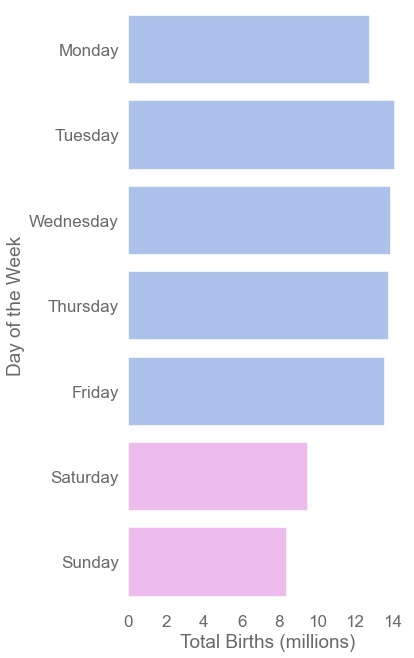 Monday
Tuesday
Wednesday
Thursday
Friday
Saturday
Sunday
Day of the Week
0 2 4 6 8 10 12 14
Total Births (millions)